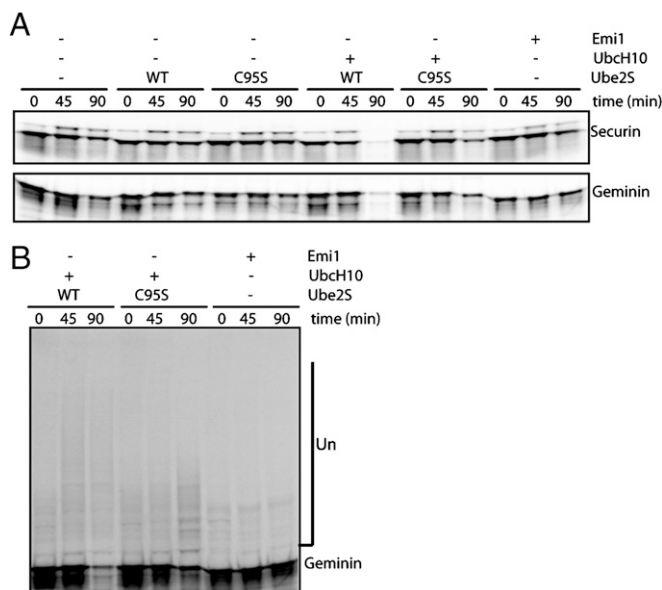 A
- - - - - + Emi1
- - - + + - UbcH10
- WT C95S WT C95S - Ube2S
0 45 90 0 45 90 0 45 90 0 45 90 0 45 90 0 45 90 time (min)
Securin
Geminin
B
- - + Emi1
+ + - UbcH10
WT C95S - Ube2S
0 45 90 0 45 90 0 45 90 time (min)
Un
Geminin